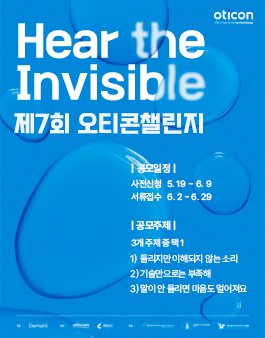 oticon
Hear the
Invisible
제7회 오티콘챌린지
| 공모일정 |
사전신청 5. 19 ~ 6. 9
서류접수 6. 2 ~ 6. 29
| 공모주제 |
3개 주제 중 택 1
1) 들리지만 이해되지 않는 소리
2) 기술만으로는 부족해
3) 말이 안 들리면 마음도 멀어져요
Demant
oticon